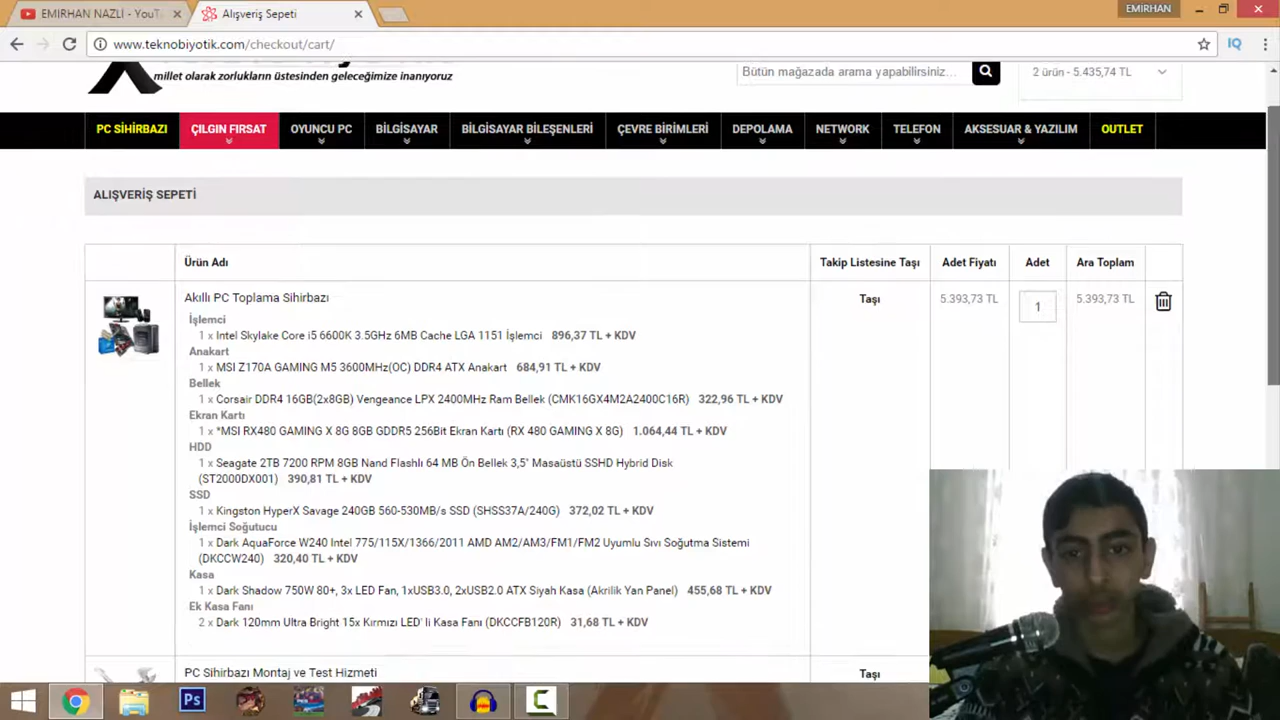 EMIRHAN NAZLI - YouT
Alışveriş Sepeti
EMIRHAN
www.teknobiyotik.com/checkout/cart/
IQ
millet olarak zorlukların üstesinden geleceğimize inanıyoruz
Bütün mağazada arama yapabilirsiniz...
2 ürün - 5.435,74 TL
PC SİHİRBAZI
ÇILGIN FIRSAT
OYUNCU PC
BİLGİSAYAR
BİLGİSAYAR BİLEŞENLERİ
ÇEVRE BİRİMLERİ
DEPOLAMA
NETWORK
TELEFON
AKSESUAR & YAZILIM
OUTLET
ALIŞVERİŞ SEPETİ
Ürün Adı
Takip Listesine Taşı
Adet Fiyatı
Adet
Ara Toplam
Akıllı PC Toplama Sihirbazı
Taşı
5.393,73 TL
1
5.393,73 TL
İşlemci
1 x Intel Skylake Core i5 6600K 3.5GHz 6MB Cache LGA 1151 İşlemci 896,37 TL + KDV
Anakart
1 x MSI Z170A GAMING M5 3600MHz(OC) DDR4 ATX Anakart 684,91 TL + KDV
Bellek
1 x Corsair DDR4 16GB(2x8GB) Vengeance LPX 2400MHz Ram Bellek (CMK16GX4M2A2400C16R) 322,96 TL + KDV
Ekran Kartı
1 x *MSI RX480 GAMING X 8G 8GB GDDR5 256Bit Ekran Kartı (RX 480 GAMING X 8G) 1.064,44 TL + KDV
HDD
1 x Seagate 2TB 7200 RPM 8GB Nand Flashlı 64 MB Ön Bellek 3,5" Masaüstü SSHD Hybrid Disk
(ST2000DX001) 390,81 TL + KDV
SSD
1 x Kingston HyperX Savage 240GB 560-530MB/s SSD (SHSS37A/240G) 372,02 TL + KDV
İşlemci Soğutucu
1 x Dark AquaForce W240 Intel 775/115X/1366/2011 AMD AM2/AM3/FM1/FM2 Uyumlu Sıvı Soğutma Sistemi
(DKCCW240) 320,40 TL + KDV
Kasa
1 x Dark Shadow 750W 80+, 3x LED Fan, 1xUSB3.0, 2xUSB2.0 ATX Siyah Kasa (Akrilik Yan Panel) 455,68 TL + KDV
Ek Kasa Fanı
2 x Dark 120mm Ultra Bright 15x Kırmızı LED' li Kasa Fanı (DKCCFB120R) 31,68 TL + KDV
PC Sihirbazı Montaj ve Test Hizmeti
Taşı
Ps